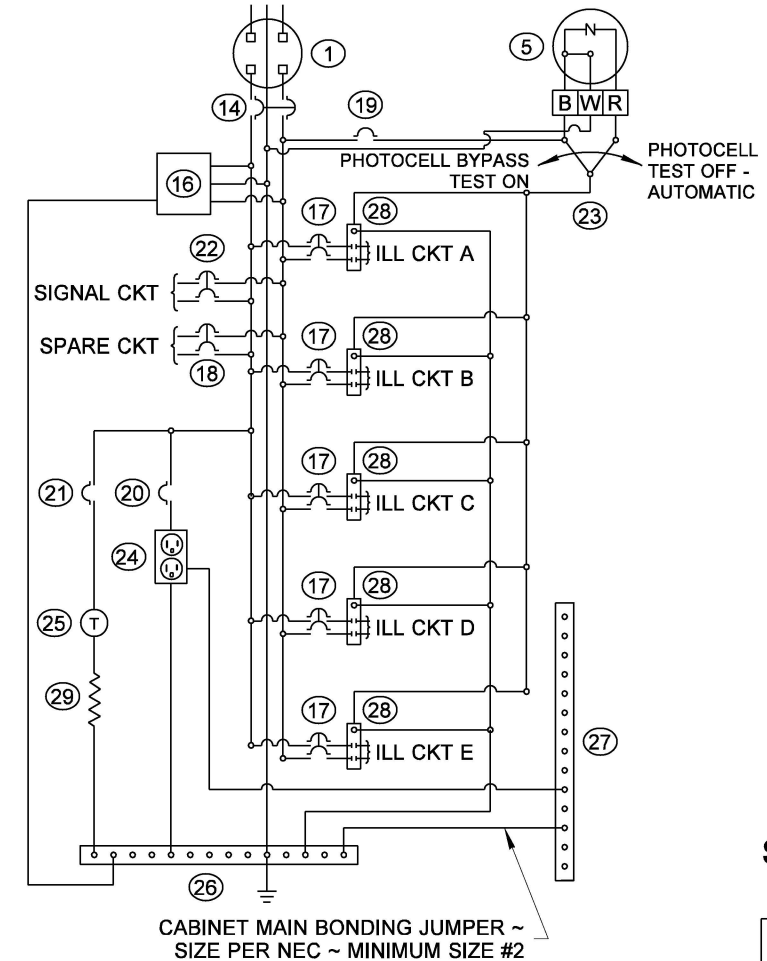 1
5
N
B W R
14
19
PHOTOCELL BYPASS
TEST ON
PHOTOCELL
TEST OFF -
AUTOMATIC
16
23
17
28
ILL CKT A
22
SIGNAL CKT
SPARE CKT
18
17
28
ILL CKT B
17
28
ILL CKT C
21
20
24
17
28
ILL CKT D
25
T
29
17
28
ILL CKT E
27
26
CABINET MAIN BONDING JUMPER ~
SIZE PER NEC ~ MINIMUM SIZE #2